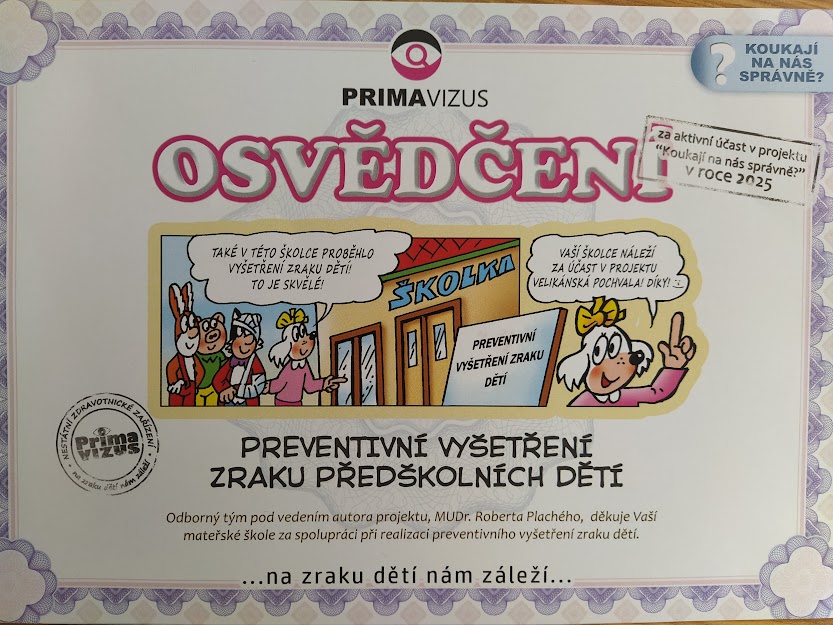 PRIMAVIZUS
KOUKAJÍ
NA NÁS
SPRÁVNĚ?
?
OSVĚDČENÍ
za aktivní účast v projektu
"Koukají na nás správně?"
v roce 2025
TAKÉ V TÉTO ŠKOLCE PROBĚHLO
VYŠETŘENÍ ZRAKU DĚTÍ!
TO JE SKVĚLÉ!
ŠKOLKA
VAŠÍ ŠKOLCE NÁLEŽÍ
ZA ÚČAST V PROJEKTU
VELIKÁNSKÁ POCHVALA! DÍKY! :-)
PREVENTIVNÍ
VYŠETŘENÍ ZRAKU
DĚTÍ
NESTÁTNÍ ZDRAVOTNICKÉ ZAŘÍZENÍ
Prima
VIZUS
na zraku dětí nám záleží
PREVENTIVNÍ VYŠETŘENÍ
ZRAKU PŘEDŠKOLNÍCH DĚTÍ
Odborný tým pod vedením autora projektu, MUDr. Roberta Plachého, děkuje Vaší
mateřské škole za spolupráci při realizaci preventivního vyšetření zraku dětí.
...na zraku dětí nám záleží...